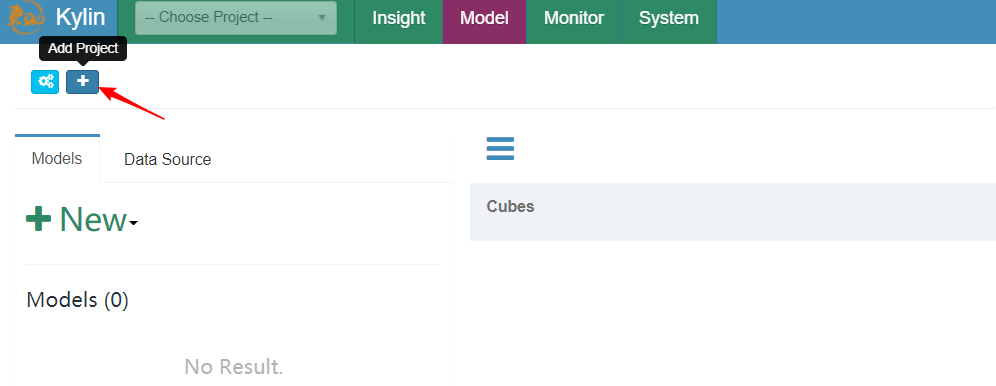 Kylin -- Choose Project -- Insight Model Monitor System
Add Project
Models Data Source
New
Cubes
Models (0)
No Result.